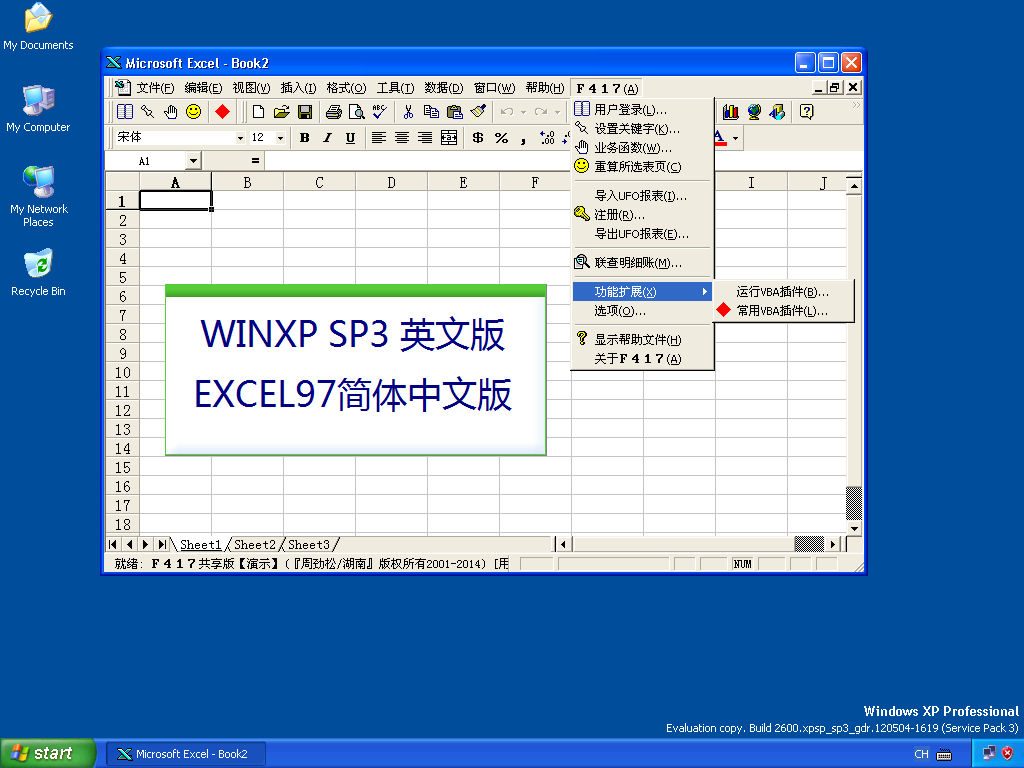 My Documents
My Computer
My Network
Places
Recycle Bin
Microsoft Excel - Book2
文件(F) 编辑(E) 视图(V) 插入(I) 格式(O) 工具(T) 数据(D) 窗口(W) 帮助(H) F417(A)
宋体 12 B I U $ % ,
A1 =
A B C D E F I J
1
2
3
4
5
6
7
8
9
10
11
12
13
14
15
16
17
18
用户登录(L)...
设置关键字(K)...
业务函数(W)...
重算所选表页(C)
导入UFO报表(I)...
注册(R)...
导出UFO报表(E)...
联查明细账(M)...
功能扩展(X)
选项(O)...
显示帮助文件(H)
关于F417(A)
运行VBA插件(B)...
常用VBA插件(L)...
WINXP SP3 英文版
EXCEL97简体中文版
Sheet1 Sheet2 Sheet3
就绪: F417共享版【演示】(『周劲松/湖南』版权所有2001-2014) [用
NUM
Windows XP Professional
Evaluation copy. Build 2600.xpsp_sp3_gdr.120504-1619 (Service Pack 3)
start
Microsoft Excel - Book2
CH